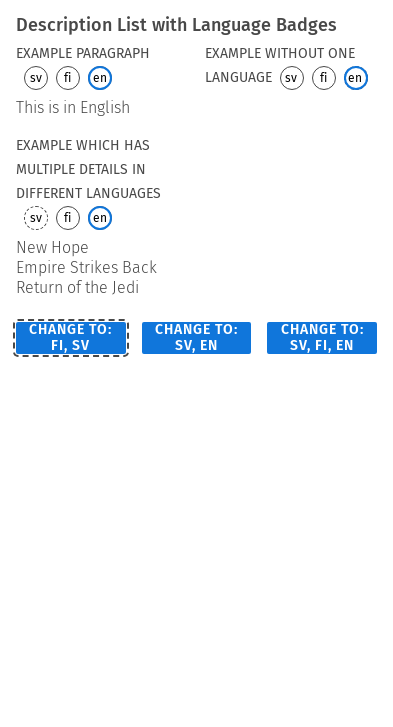 Description List with Language Badges
EXAMPLE PARAGRAPH
sv fi en
This is in English
EXAMPLE WITHOUT ONE
LANGUAGE sv fi en
EXAMPLE WHICH HAS
MULTIPLE DETAILS IN
DIFFERENT LANGUAGES
sv fi en
New Hope
Empire Strikes Back
Return of the Jedi
CHANGE TO:
FI, SV
CHANGE TO:
SV, EN
CHANGE TO:
SV, FI, EN